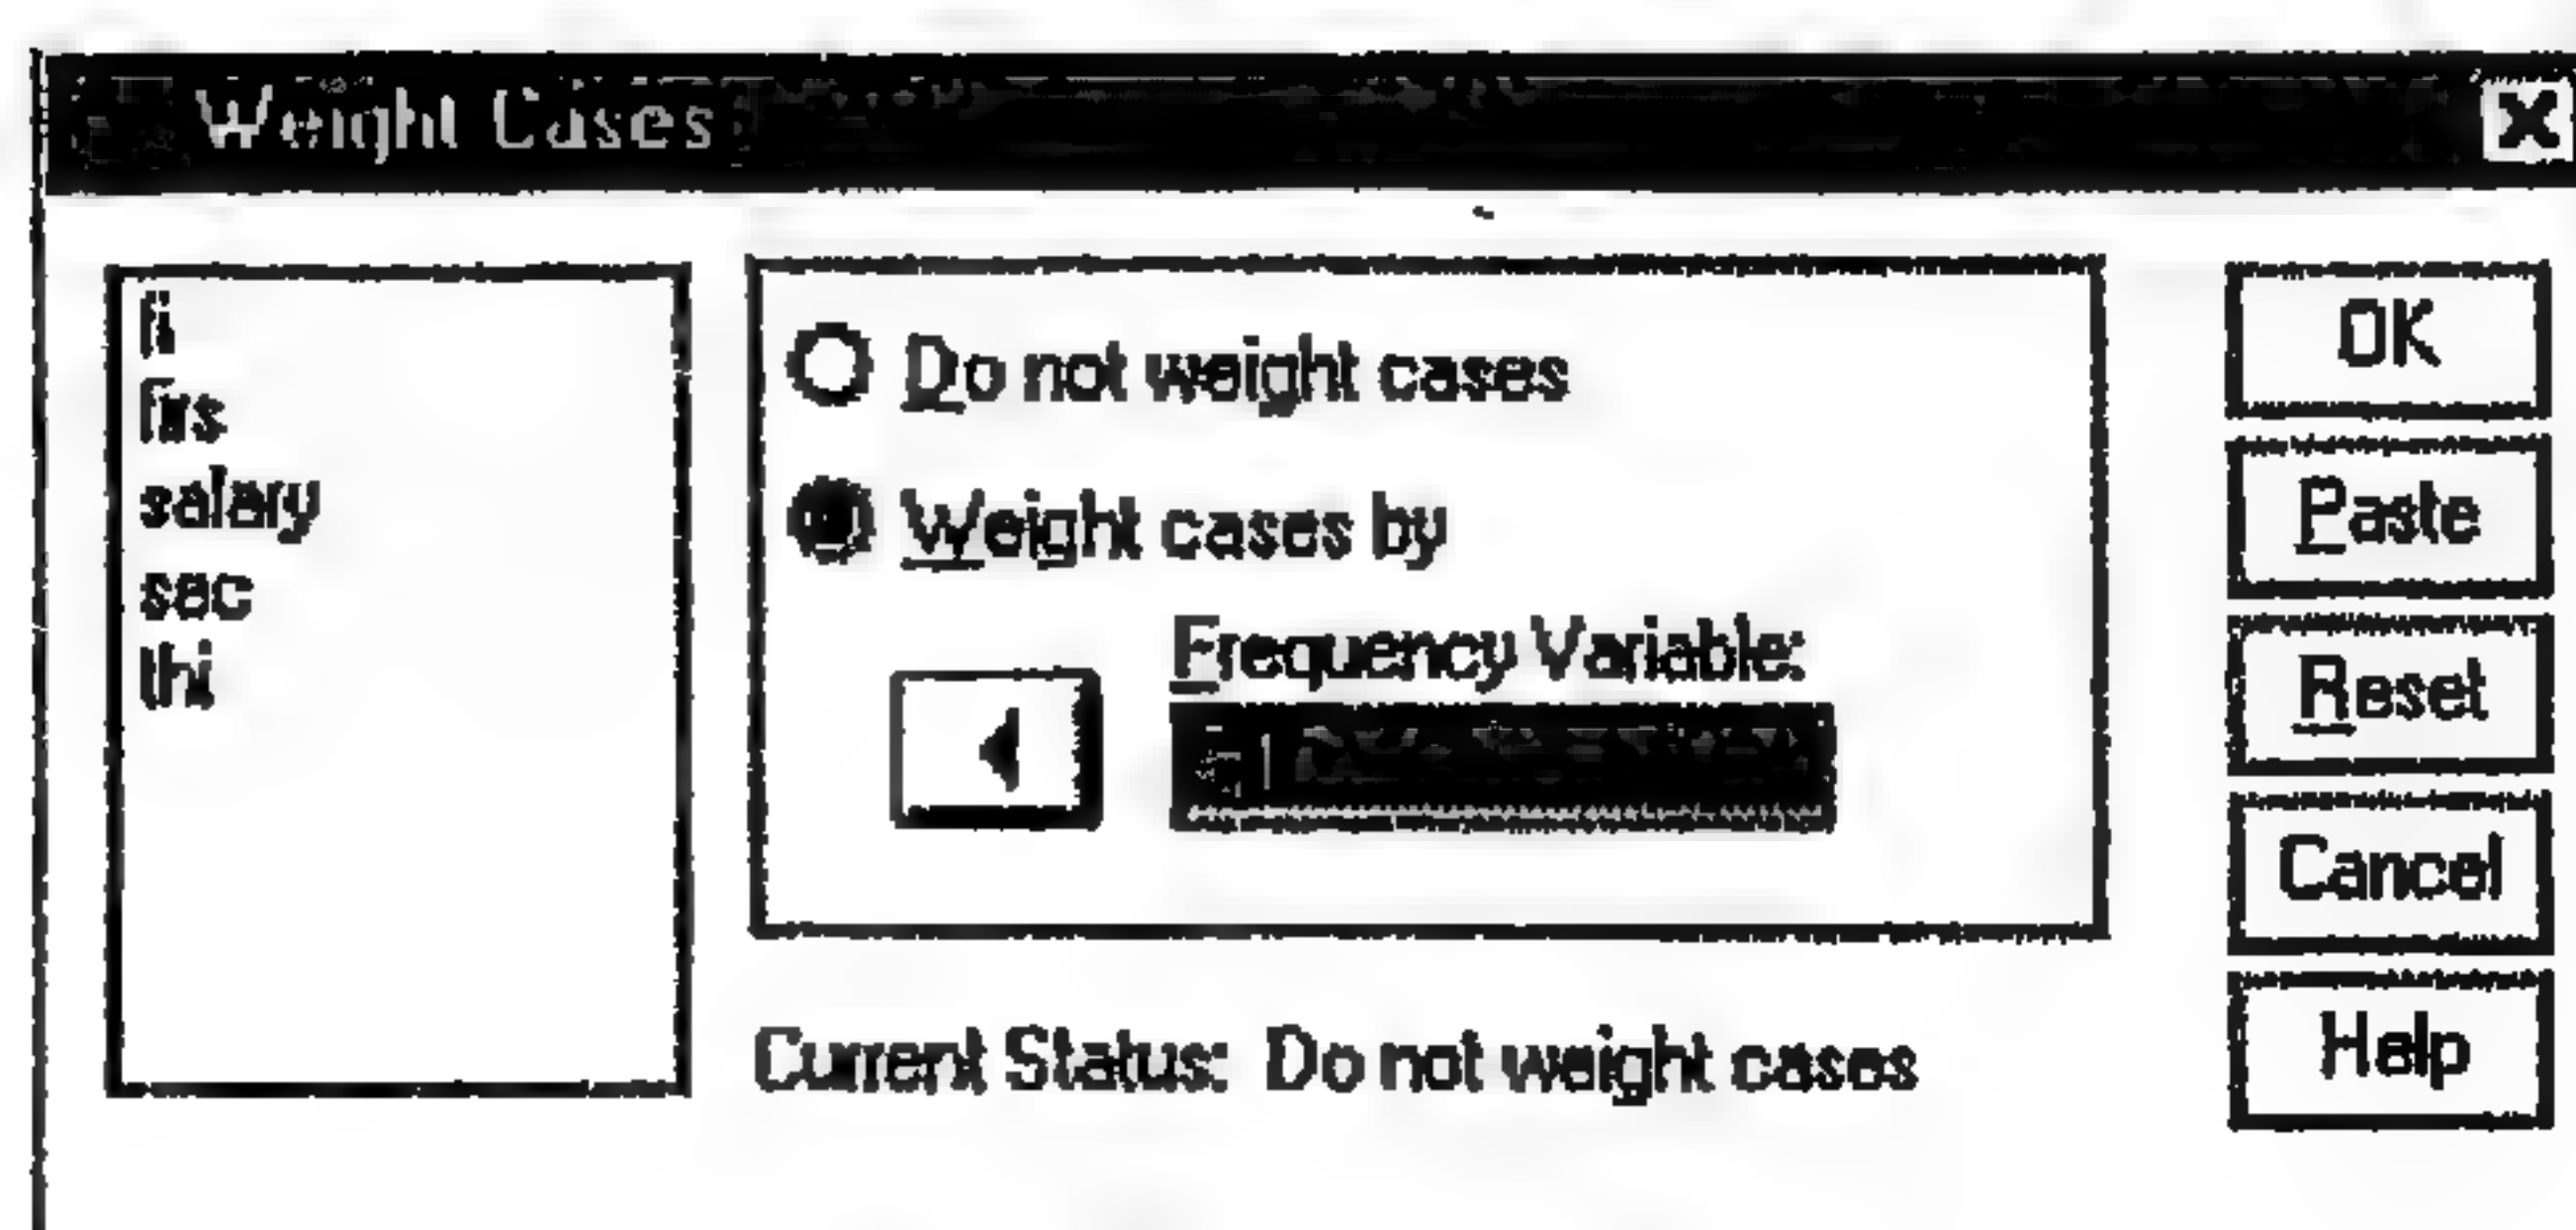 Weight Cases
fi
firs
salary
sec
thi
Do not weight cases
Weight cases by
Frequency Variable:
Current Status: Do not weight cases
OK
Paste
Reset
Cancel
Help